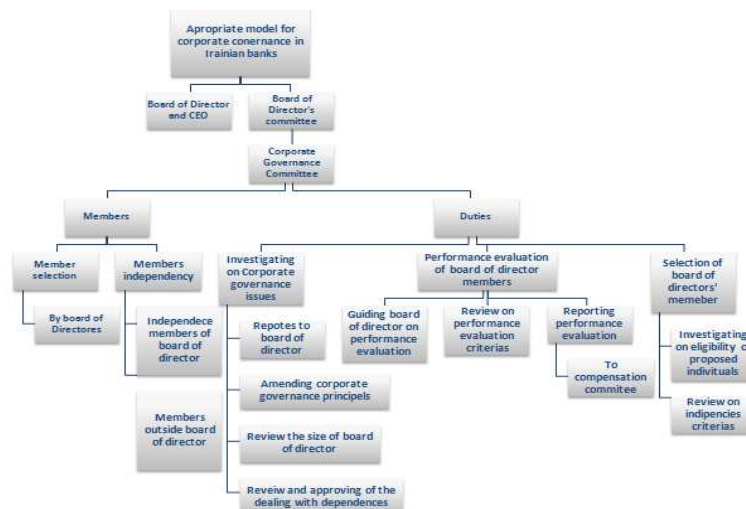 Apropriate model for
corporate conernance in
Irainian banks
Board of Director
and CEO
Board of
Director's
committee
Corporate
Governance
Committee
Members
Duties
Member
selection
Members
independency
Investigating
on Corporate
governance
issues
Performance evaluation
of board of director
members
Selection of
board of
directors'
memeber
By board of
Directores
Independece
members of
board of
director
Repotes to
board of
director
Guiding board
of director on
performance
evaluation
Review on
performance
evaluation
criterias
Reporting
performance
evaluation
Investigating
on eligibility o
proposed
indivituals
To
compensation
commitee
Amending corporate
governance principels
Members
outside board
of director
Review the size of board
of director
Review on
indipencies
criterias
Reveiw and approving of the
dealing with dependences